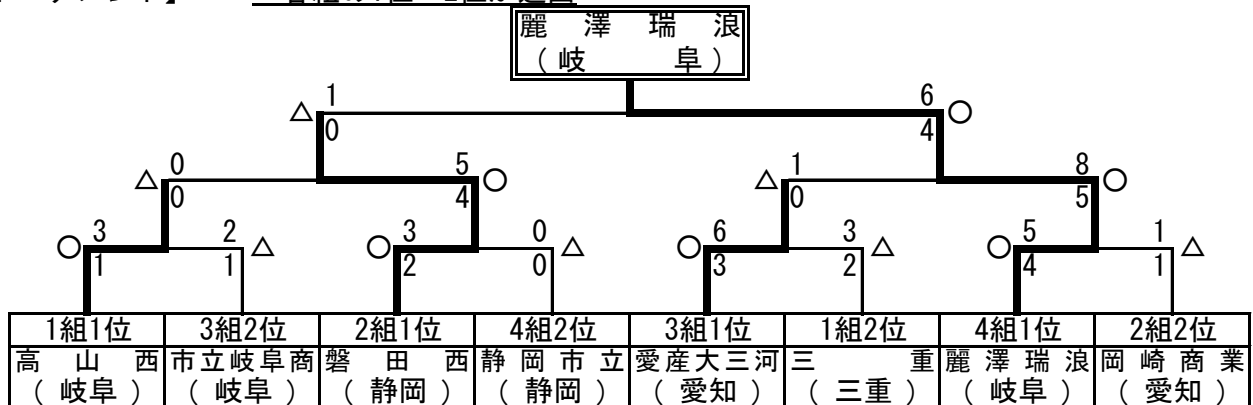 麗澤瑞浪
（岐阜）
△ 1 6 ○
0 4
△ 0 5 ○ △ 1 8 ○
0 4 0 5
○ 3 2 △ ○ 3 0 △ ○ 6 3 △ ○ 5 1 △
1 1 2 0 3 2 4 1
1組1位 3組2位 2組1位 4組2位 3組1位 1組2位 4組1位 2組2位
高山西 市立岐阜商 磐田西 静岡市立 愛産大三河 三重 麗澤瑞浪 岡崎商業
（岐阜） （岐阜） （静岡） （静岡） （愛知） （三重） （岐阜） （愛知）